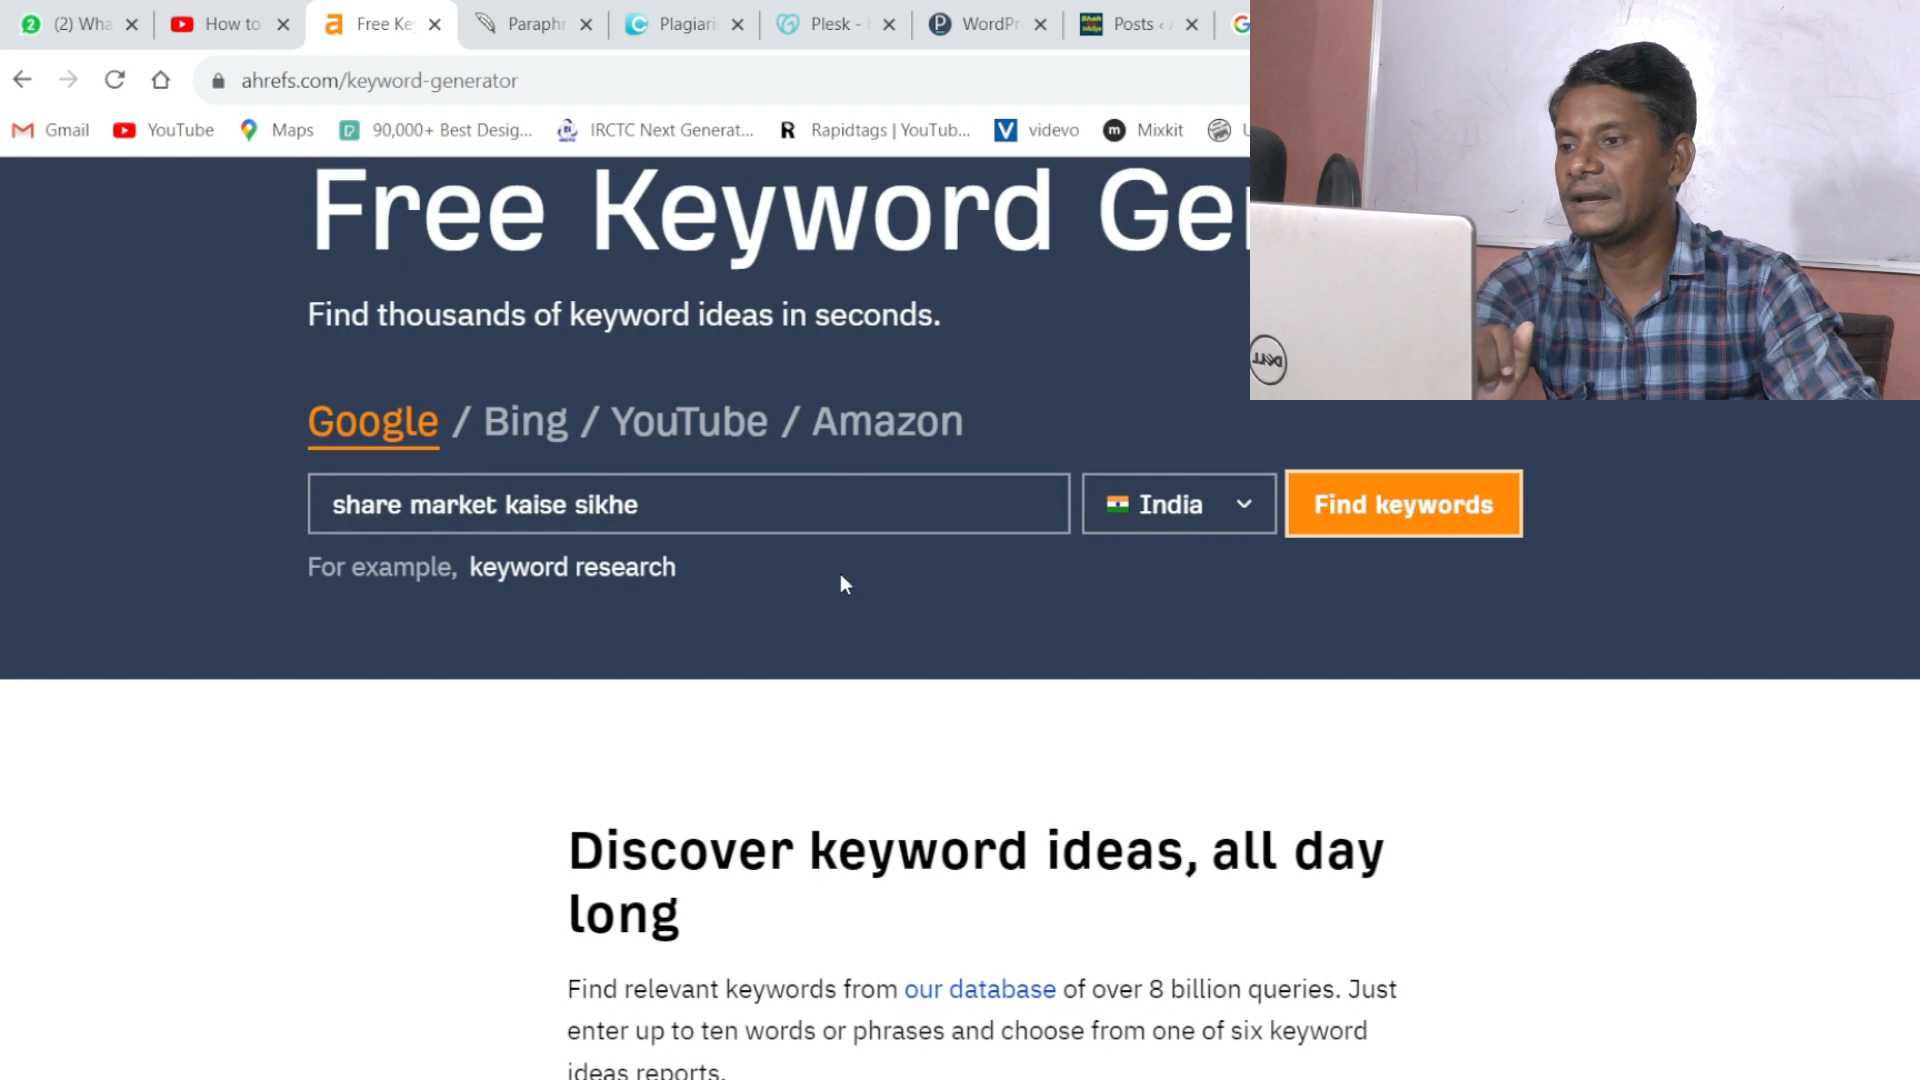 (2) Wha
How to
Free Ke
Paraphr
Plagiaris
Plesk -
WordPr
Posts ‹
ahrefs.com/keyword-generator
Gmail
YouTube
Maps
90,000+ Best Desig...
IRCTC Next Generat...
Rapidtags | YouTub...
videvo
Mixkit
Free Keyword Ge
Find thousands of keyword ideas in seconds.
Google / Bing / YouTube / Amazon
share market kaise sikhe
India
Find keywords
For example, keyword research
DELL
Discover keyword ideas, all day
long
Find relevant keywords from our database of over 8 billion queries. Just
enter up to ten words or phrases and choose from one of six keyword
ideas reports.